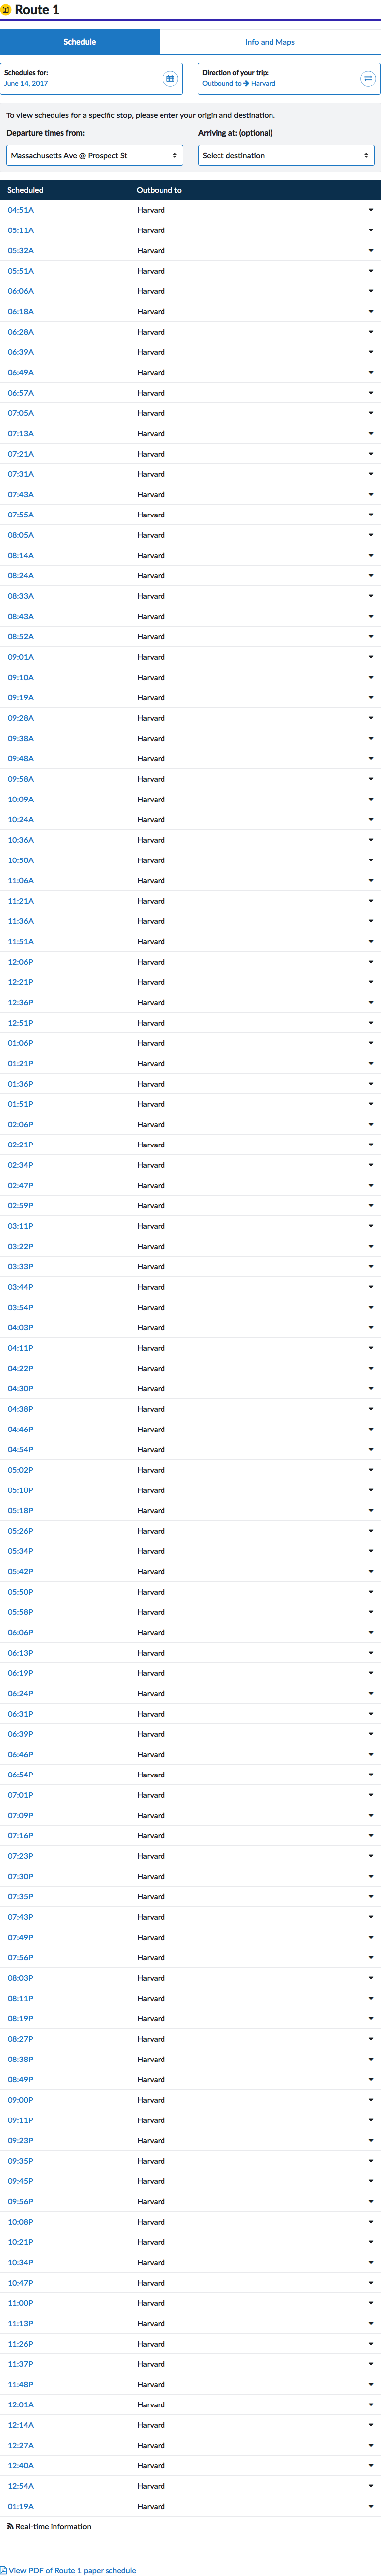 Route 1
Schedule Info and Maps
Schedules for: Direction of your trip:
June 14, 2017 Outbound to Harvard
To view schedules for a specific stop, please enter your origin and destination.
Departure times from: Arriving at: (optional)
Massachusetts Ave @ Prospect St Select destination
Scheduled Outbound to
04:51A Harvard
05:11A Harvard
05:32A Harvard
05:51A Harvard
06:06A Harvard
06:18A Harvard
06:28A Harvard
06:39A Harvard
06:49A Harvard
06:57A Harvard
07:05A Harvard
07:13A Harvard
07:21A Harvard
07:31A Harvard
07:43A Harvard
07:55A Harvard
08:05A Harvard
08:14A Harvard
08:24A Harvard
08:33A Harvard
08:43A Harvard
08:52A Harvard
09:01A Harvard
09:10A Harvard
09:19A Harvard
09:28A Harvard
09:38A Harvard
09:48A Harvard
09:58A Harvard
10:09A Harvard
10:24A Harvard
10:36A Harvard
10:50A Harvard
11:06A Harvard
11:21A Harvard
11:36A Harvard
11:51A Harvard
12:06P Harvard
12:21P Harvard
12:36P Harvard
12:51P Harvard
01:06P Harvard
01:21P Harvard
01:36P Harvard
01:51P Harvard
02:06P Harvard
02:21P Harvard
02:34P Harvard
02:47P Harvard
02:59P Harvard
03:11P Harvard
03:22P Harvard
03:33P Harvard
03:44P Harvard
03:54P Harvard
04:03P Harvard
04:11P Harvard
04:22P Harvard
04:30P Harvard
04:38P Harvard
04:46P Harvard
04:54P Harvard
05:02P Harvard
05:10P Harvard
05:18P Harvard
05:26P Harvard
05:34P Harvard
05:42P Harvard
05:50P Harvard
05:58P Harvard
06:06P Harvard
06:13P Harvard
06:19P Harvard
06:24P Harvard
06:31P Harvard
06:39P Harvard
06:46P Harvard
06:54P Harvard
07:01P Harvard
07:09P Harvard
07:16P Harvard
07:23P Harvard
07:30P Harvard
07:35P Harvard
07:43P Harvard
07:49P Harvard
07:56P Harvard
08:03P Harvard
08:11P Harvard
08:19P Harvard
08:27P Harvard
08:38P Harvard
08:49P Harvard
09:00P Harvard
09:11P Harvard
09:23P Harvard
09:35P Harvard
09:45P Harvard
09:56P Harvard
10:08P Harvard
10:21P Harvard
10:34P Harvard
10:47P Harvard
11:00P Harvard
11:13P Harvard
11:26P Harvard
11:37P Harvard
11:48P Harvard
12:01A Harvard
12:14A Harvard
12:27A Harvard
12:40A Harvard
12:54A Harvard
01:19A Harvard
Real-time information
View PDF of Route 1 paper schedule